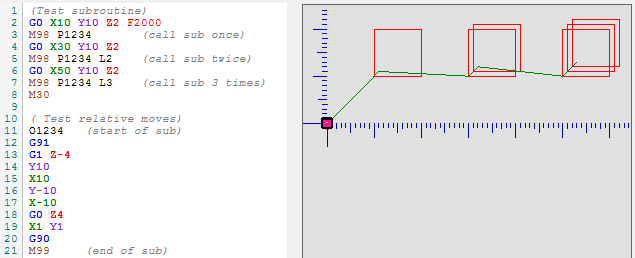 1 (Test subroutine)
2 G0 X10 Y10 Z2 F2000
3 M98 P1234 (call sub once)
4 G0 X30 Y10 Z2
5 M98 P1234 L2 (call sub twice)
6 G0 X50 Y10 Z2
7 M98 P1234 L3 (call sub 3 times)
8 M30
9
10 ( Test relative moves)
11 O1234 (start of sub)
12 G91
13 G1 Z-4
14 Y10
15 X10
16 Y-10
17 X-10
18 G0 Z4
19 X1 Y1
20 G90
21 M99 (end of sub)